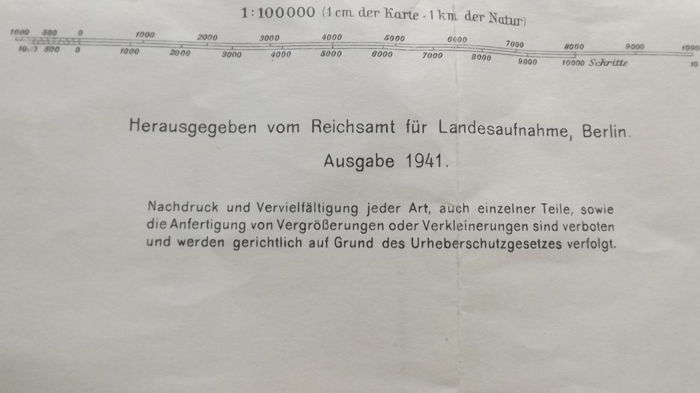 1:100000 (1 cm der Karte - 1 km der Natur)
1000 500 0 1000 2000 3000 4000 5000 6000 7000 8000 9000
500 0 1000 2000 3000 4000 5000 6000 7000 8000 9000 10000 Schritte
Herausgegeben vom Reichsamt für Landesaufnahme, Berlin.
Ausgabe 1941.
Nachdruck und Vervielfältigung jeder Art, auch einzelner Teile, sowie
die Anfertigung von Vergrößerungen oder Verkleinerungen sind verboten
und werden gerichtlich auf Grund des Urheberschutzgesetzes verfolgt.